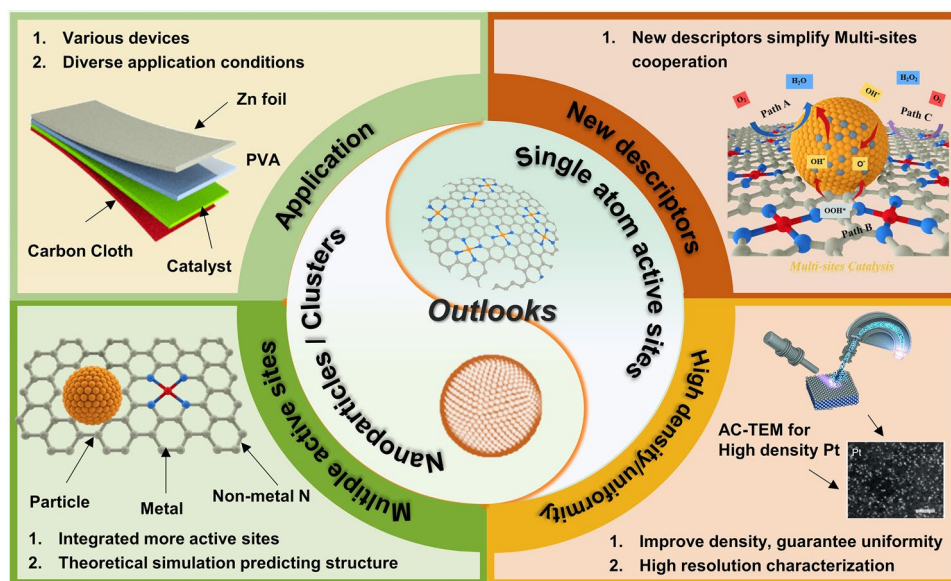 1. Various devices
2. Diverse application conditions
Zn foil
PVA
Carbon Cloth
Catalyst
Application
1. New descriptors simplify Multi-sites
cooperation
O₂
H₂O
OH*
H₂O₂
O₂
Path A
Path C
OH*
O*
OOH*
Path B
Multi-sites Catalysis
New descriptors
Single atom active sites
Outlooks
Nanoparticles / Clusters
Multiple active sites
Particle
Metal
Non-metal N
1. Integrated more active sites
2. Theoretical simulation predicting structure
High density/uniformity
AC-TEM for
High density Pt
Pt
1. Improve density, guarantee uniformity
2. High resolution characterization